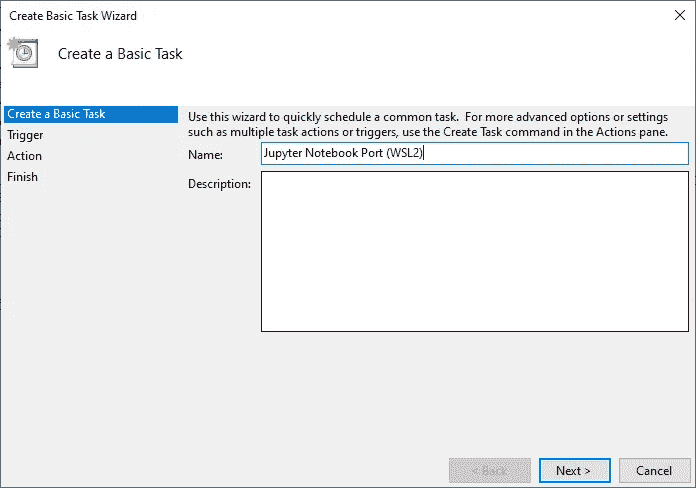 Create Basic Task Wizard
Create a Basic Task
Create a Basic Task
Trigger
Action
Finish
Use this wizard to quickly schedule a common task. For more advanced options or settings
such as multiple task actions or triggers, use the Create Task command in the Actions pane.
Name: Jupyter Notebook Port (WSL2)
Description:
< Back Next > Cancel